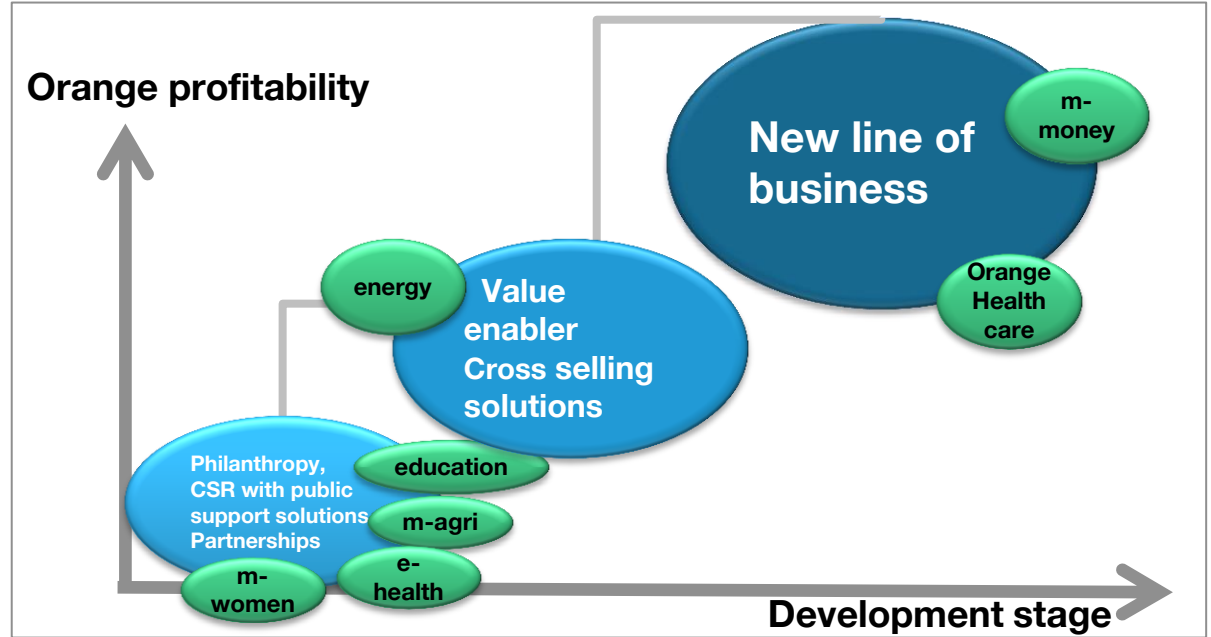 Orange profitability
m-
money
New line of
business
Orange
Health
care
energy
Value
enabler
Cross selling
solutions
Philanthropy,
CSR with public
support solutions
Partnerships
education
m-agri
e-
health
m-
women
Development stage